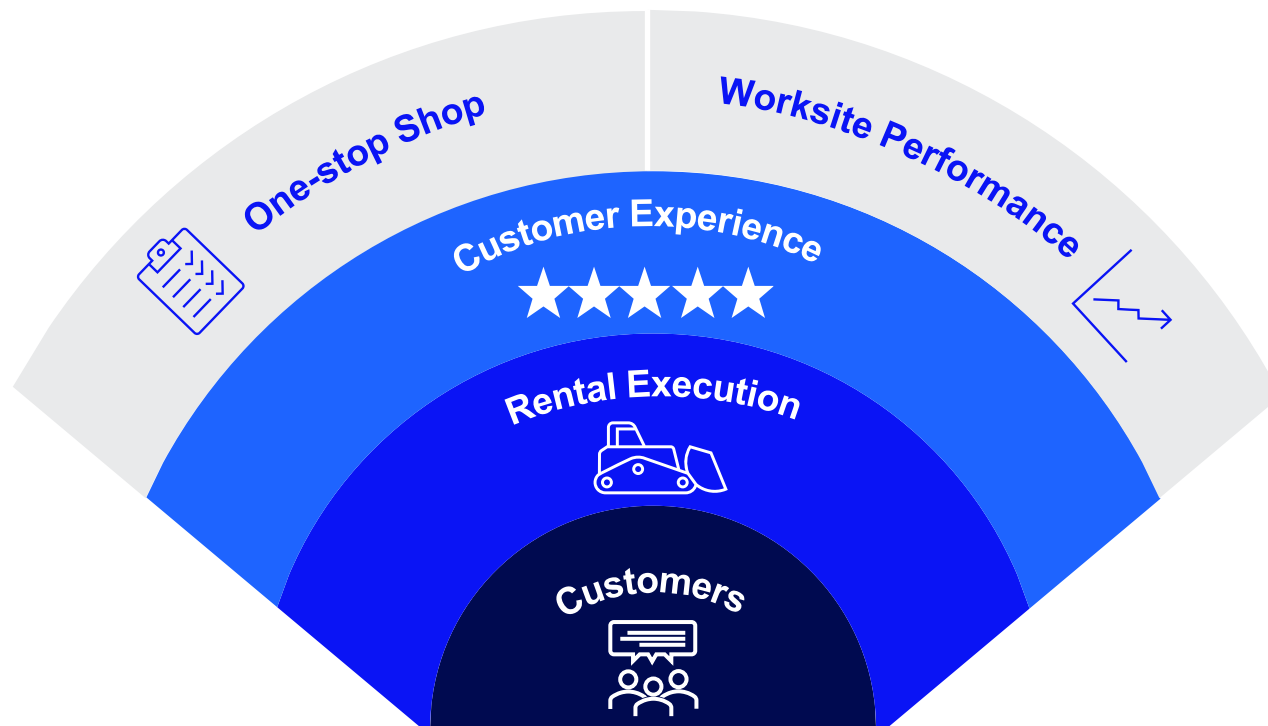 One-stop Shop
Worksite Performance
Customer Experience
Rental Execution
Customers